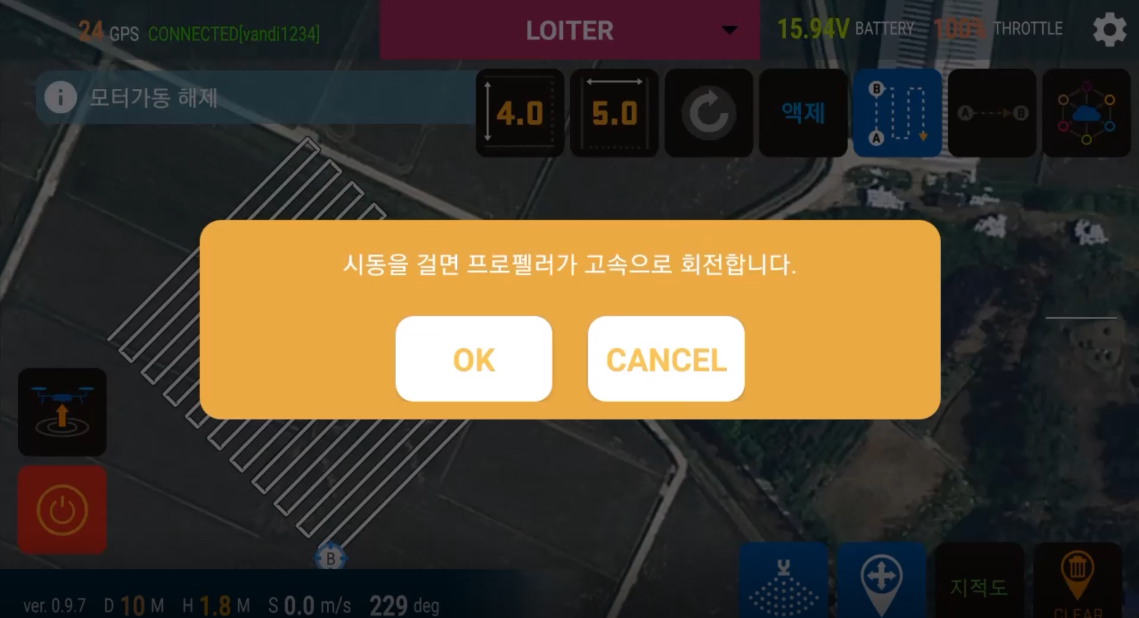 24 GPS CONNECTED[vandi1234]
LOITER
15.94V BATTERY 100% THROTTLE
모터가동 해제
4.0
5.0
액제
B
A
A B
시동을 걸면 프로펠러가 고속으로 회전합니다.
OK
CANCEL
B
지적도
CLEAR
ver. 0.9.7 D 10 M H 1.8 M S 0.0 m/s 229 deg